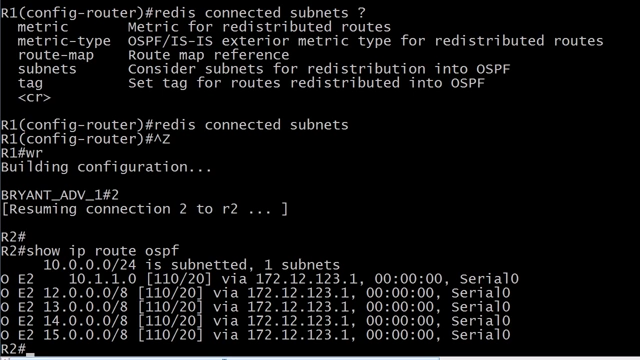 R1(config-router)#redis connected subnets ?
metric Metric for redistributed routes
metric-type OSPF/IS-IS exterior metric type for redistributed routes
route-map Route map reference
subnets Consider subnets for redistribution into OSPF
tag Set tag for routes redistributed into OSPF
<cr>
R1(config-router)#redis connected subnets
R1(config-router)#^Z
R1#wr
Building configuration...
BRYANT_ADV_1#2
[Resuming connection 2 to r2 ... ]
R2#
R2#show ip route ospf
10.0.0.0/24 is subnetted, 1 subnets
O E2 10.1.1.0 [110/20] via 172.12.123.1, 00:00:00, Serial0
O E2 12.0.0.0/8 [110/20] via 172.12.123.1, 00:00:00, Serial0
O E2 13.0.0.0/8 [110/20] via 172.12.123.1, 00:00:00, Serial0
O E2 14.0.0.0/8 [110/20] via 172.12.123.1, 00:00:00, Serial0
O E2 15.0.0.0/8 [110/20] via 172.12.123.1, 00:00:00, Serial0
R2#_